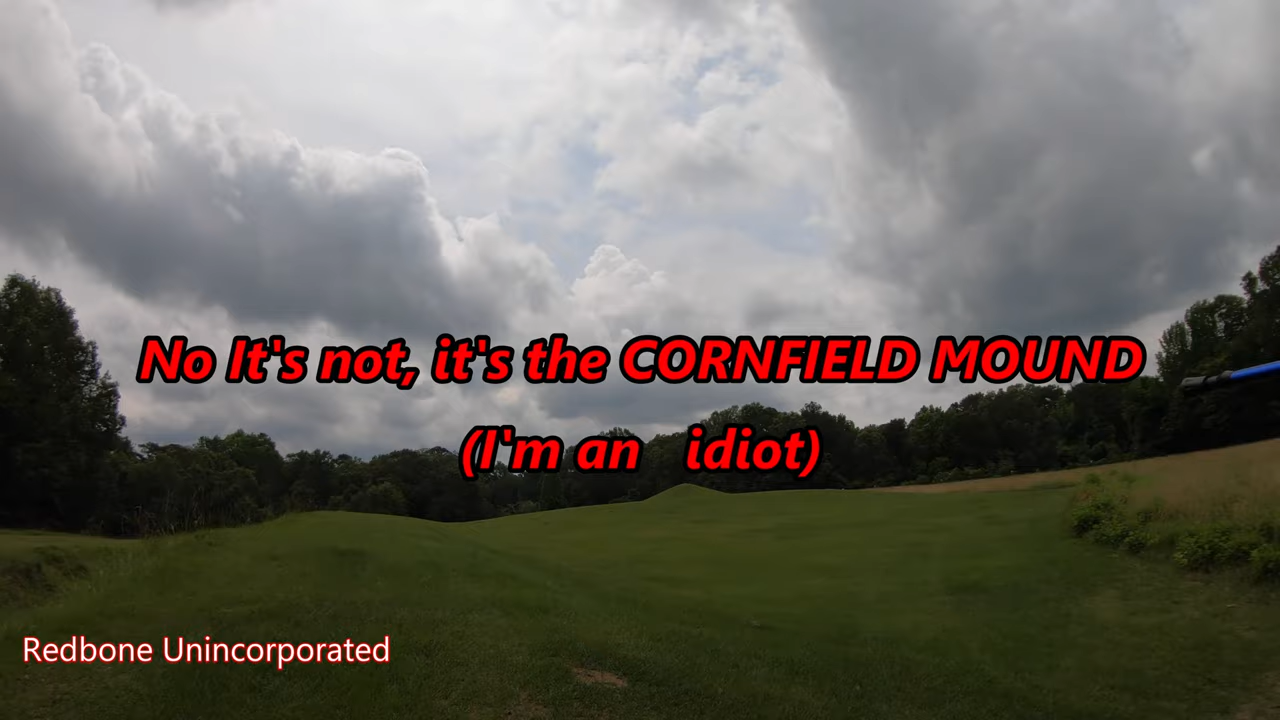 No It's not, it's the CORNFIELD MOUND
(I'm an idiot)
Redbone Unincorporated